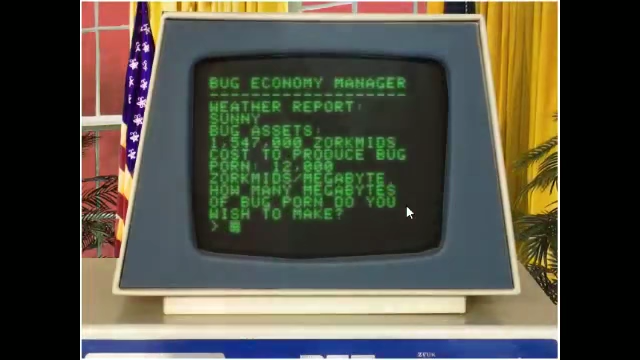 BUG ECONOMY MANAGER
-------------------
WEATHER REPORT:
SUNNY
BUG ASSETS:
1,547,000 ZORKMIDS
COST TO PRODUCE BUG
PORN: 112,000
ZORKMIDS/MEGABYTE
HOW MANY MEGABYTES
OF BUG PORN DO YOU
WISH TO MAKE?
>